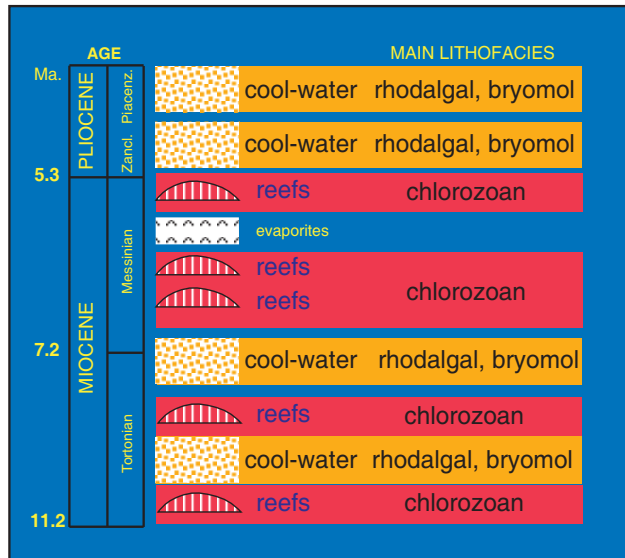 AGE MAIN LITHOFACIES
Ma.
PLIOCENE
Piacenz.
cool-water rhodalgal, bryomol
Zancl.
cool-water rhodalgal, bryomol
5.3
reefs chlorozoan
MIOCENE
Messinian
evaporites
reefs
chlorozoan
reefs
7.2
cool-water rhodalgal, bryomol
Tortonian
reefs chlorozoan
cool-water rhodalgal, bryomol
reefs chlorozoan
11.2